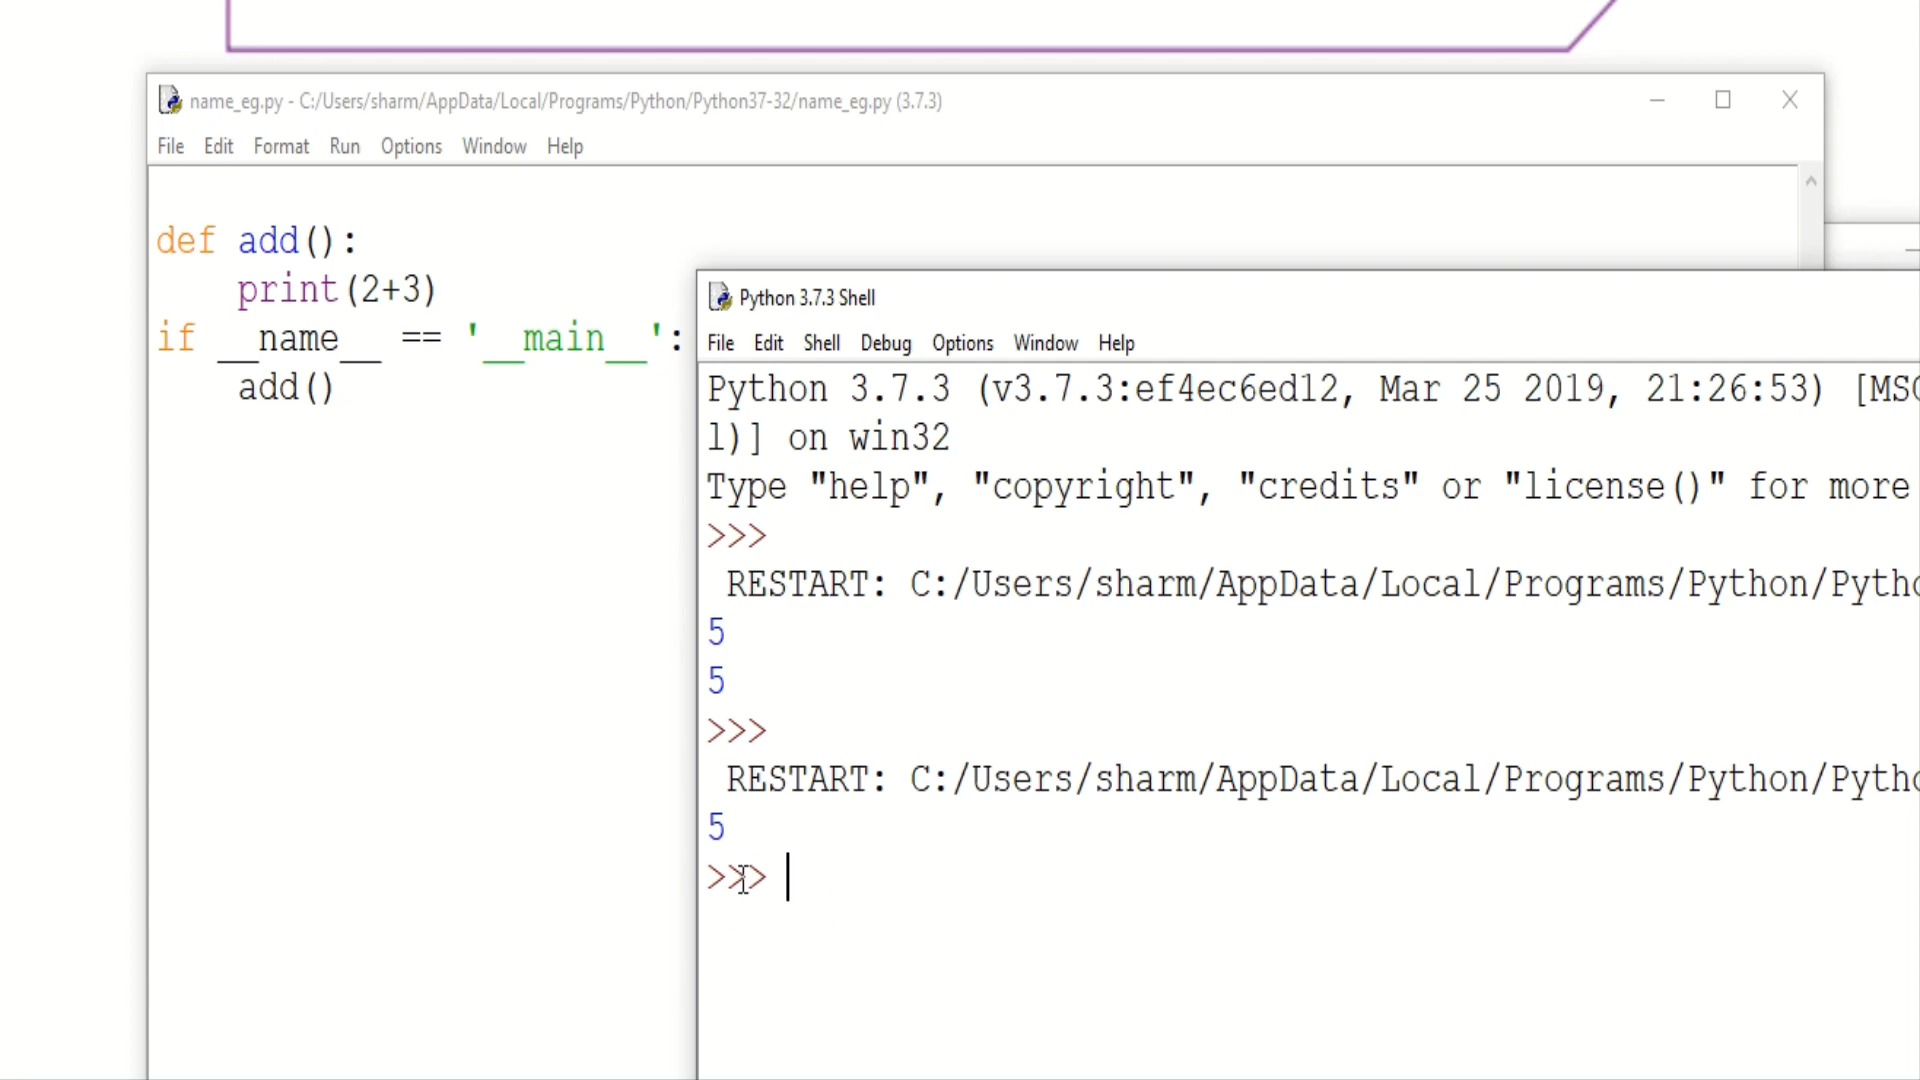 name_eg.py - C:/Users/sharm/AppData/Local/Programs/Python/Python37-32/name_eg.py (3.7.3)
File Edit Format Run Options Window Help
def add():
    print(2+3)
if __name__ == '__main__':
    add()
Python 3.7.3 Shell
File Edit Shell Debug Options Window Help
Python 3.7.3 (v3.7.3:ef4ec6ed12, Mar 25 2019, 21:26:53) [MSC
l)] on win32
Type "help", "copyright", "credits" or "license()" for more
>>>
RESTART: C:/Users/sharm/AppData/Local/Programs/Python/Pytho
5
5
>>>
RESTART: C:/Users/sharm/AppData/Local/Programs/Python/Pytho
5
>>>